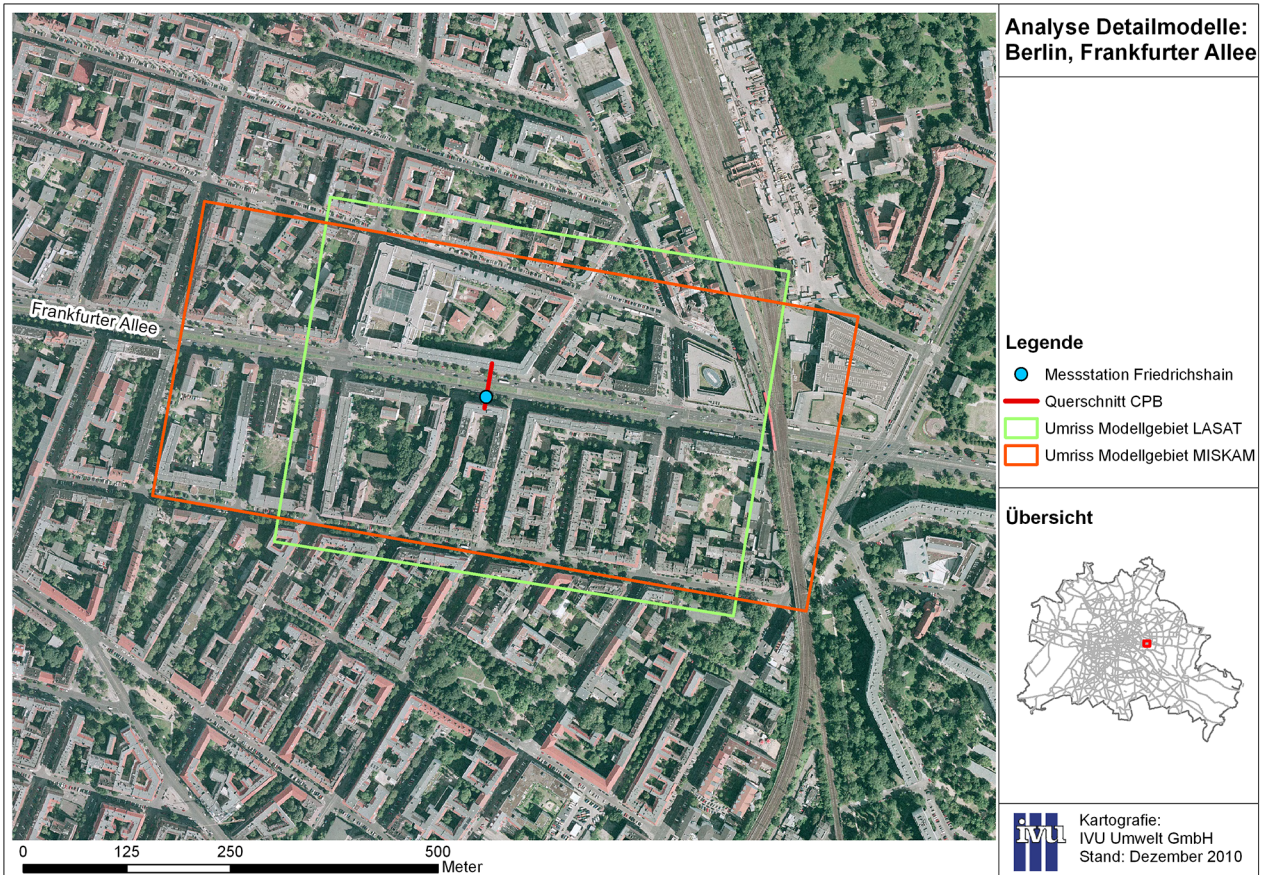 Analyse Detailmodelle:
Berlin, Frankfurter Allee
Frankfurter Allee
Legende
Messstation Friedrichshain
Querschnitt CPB
Umriss Modellgebiet LASAT
Umriss Modellgebiet MISKAM
Übersicht
ivu
Kartografie:
IVU Umwelt GmbH
Stand: Dezember 2010
0 125 250 500
Meter